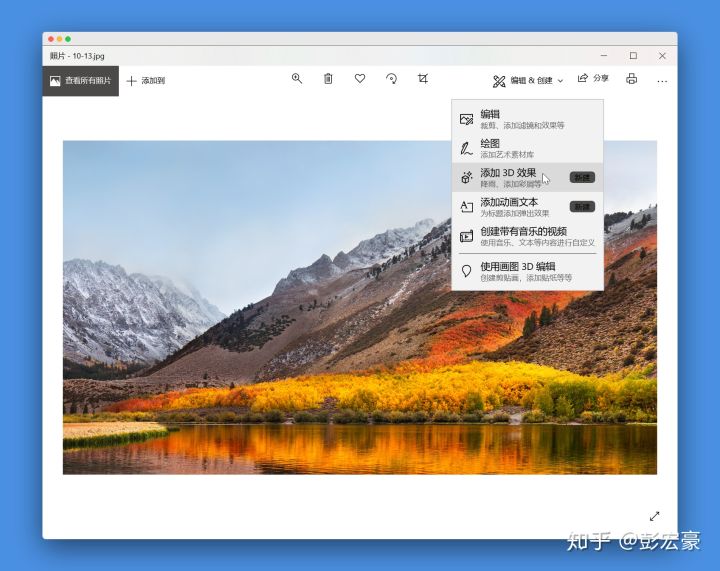 照片 - 10-13.jpg
查看所有照片
添加到
编辑 & 创建
分享
编辑
裁剪、添加滤镜和效果等
绘图
添加艺术素材库
添加 3D 效果
降雨、添加彩屑等
新建
添加动画文本
为标题添加弹出效果
新建
创建带有音乐的视频
使用音乐、文本等内容进行自定义
使用画图 3D 编辑
创建剪贴画，添加贴纸等等
知乎 @彭宏豪